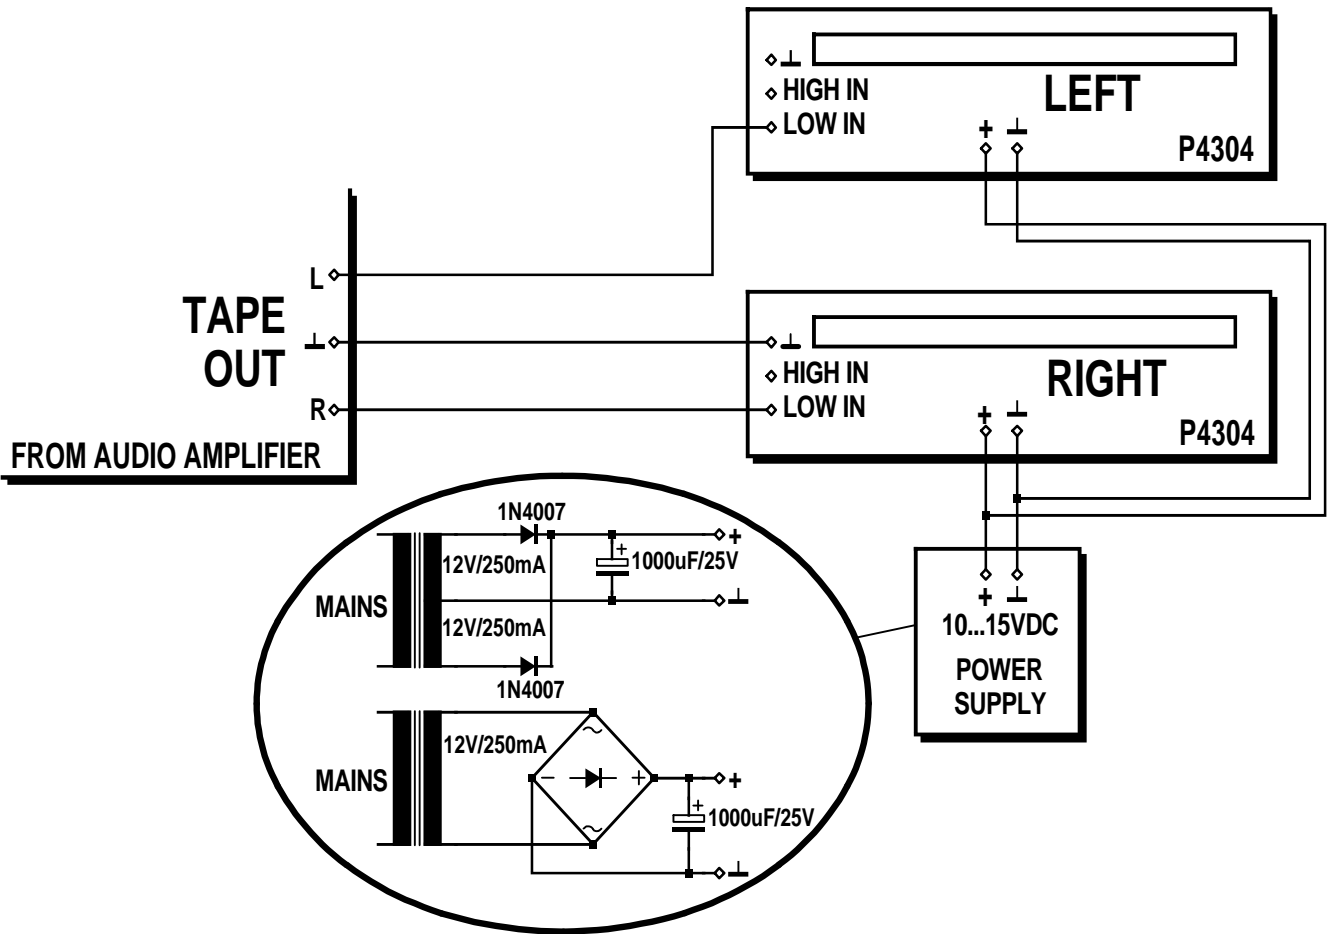 HIGH IN
LEFT
LOW IN
+
P4304
L
TAPE
OUT
R
FROM AUDIO AMPLIFIER
HIGH IN
RIGHT
LOW IN
+
P4304
1N4007
+
12V/250mA
+
1000uF/25V
MAINS
12V/250mA
1N4007
+
10...15VDC
POWER
SUPPLY
12V/250mA
~
MAINS
−
+
+
+
1000uF/25V
~